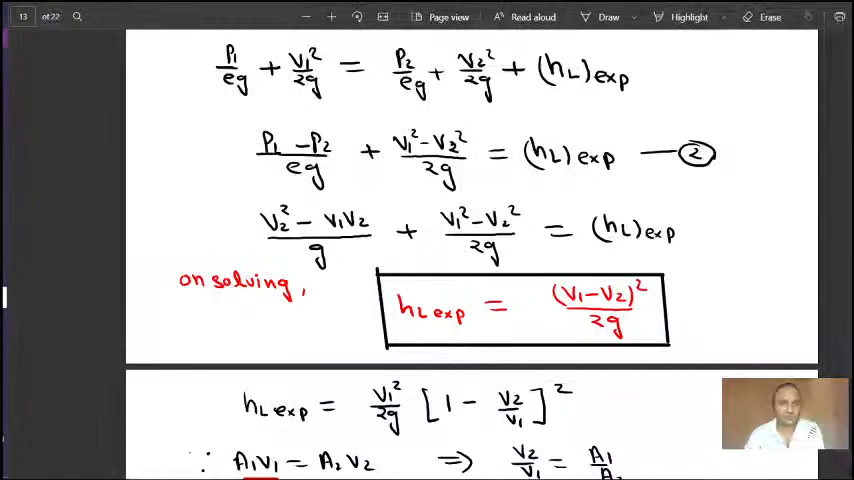 13 of 22 Page view Read aloud Draw Highlight Erase
P₁/ρg + V₁²/2g = P₂/ρg + V₂²/2g + (hL)exp
P₁ - P₂/ρg + V₁² - V₂²/2g = (hL)exp — ②
V₂² - V₁V₂/g + V₁² - V₂²/2g = (hL)exp
on solving,
hL exp = (V₁-V₂)²/2g
hL exp = V₁²/2g [1 - V₂/V₁]²
∵ A₁V₁ = A₂V₂ ⇒ V₂/V₁ = A₁/A₂